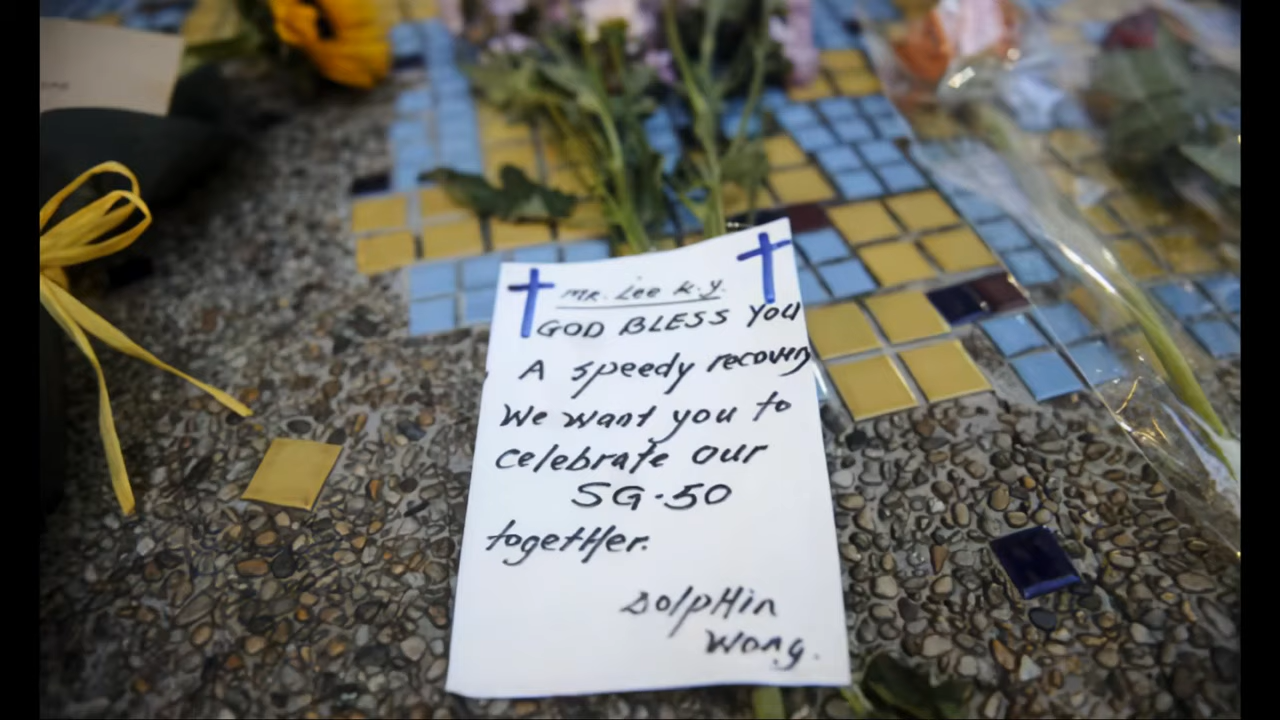 MR. Lee K.Y.
GOD BLESS YOU
A speedy recovery
We want you to
celebrate our
SG-50
together.
Dolphin
Wong.